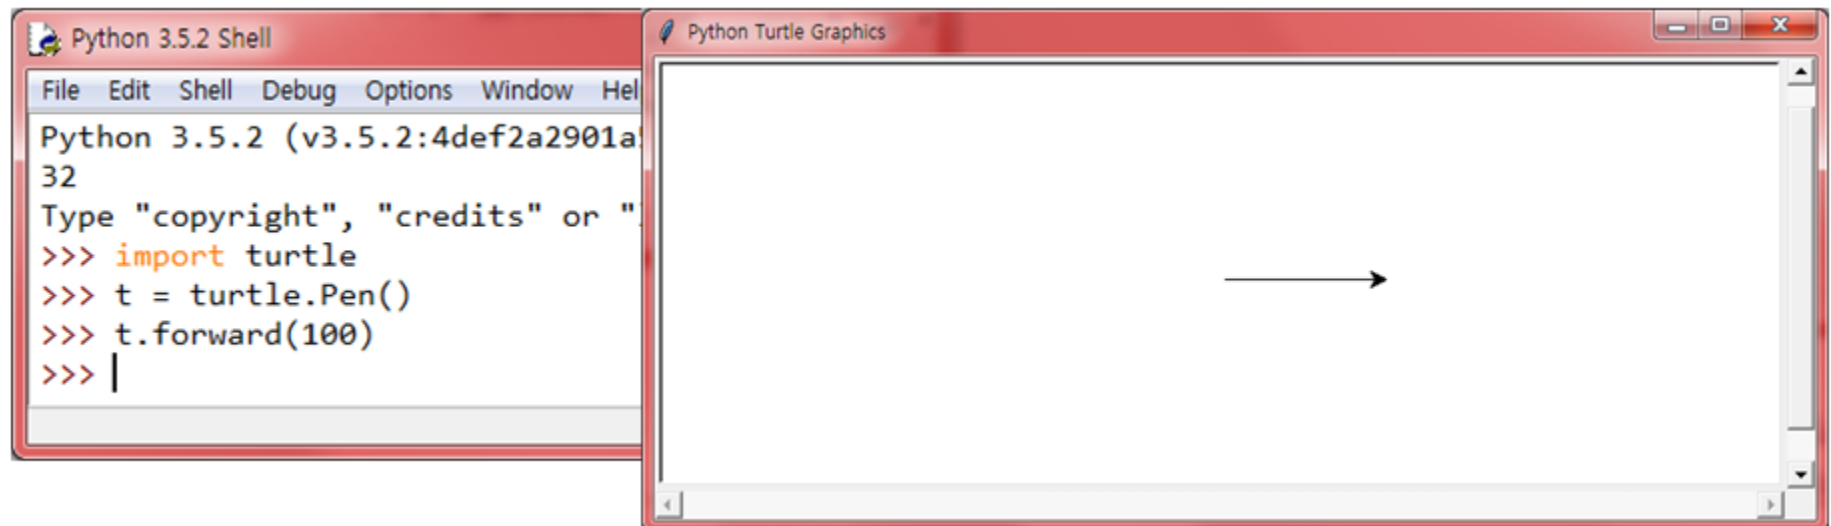 Python 3.5.2 Shell
File Edit Shell Debug Options Window Hel
Python 3.5.2 (v3.5.2:4def2a2901a
32
Type "copyright", "credits" or "
>>> import turtle
>>> t = turtle.Pen()
>>> t.forward(100)
>>>
Python Turtle Graphics